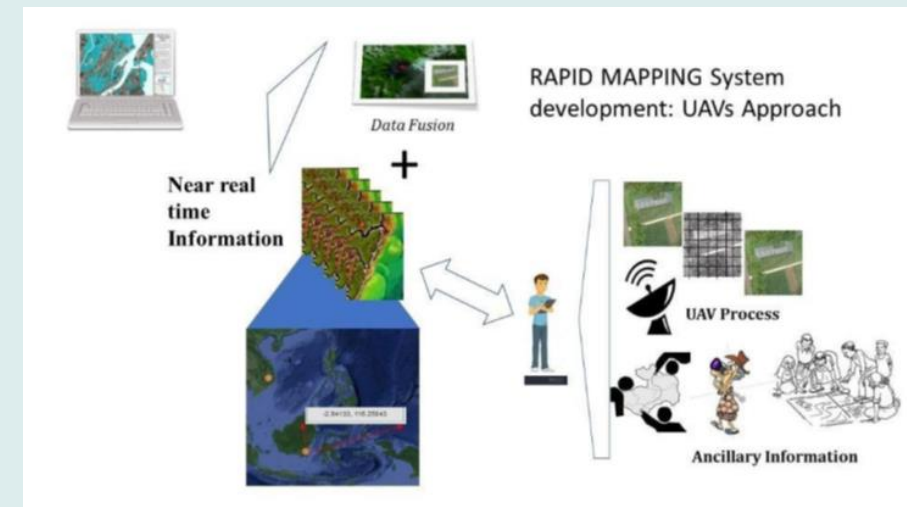 RAPID MAPPING System
development: UAVs Approach
Data Fusion
+
Near real
time
Information
UAV Process
Ancillary Information